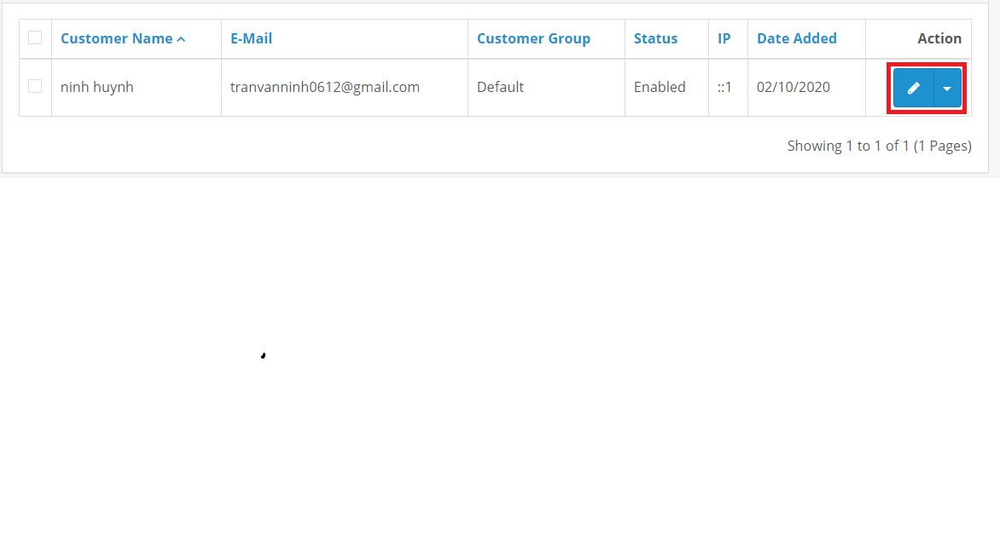 Customer Name E-Mail Customer Group Status IP Date Added Action
ninh huynh tranvanninh0612@gmail.com Default Enabled ::1 02/10/2020
Showing 1 to 1 of 1 (1 Pages)